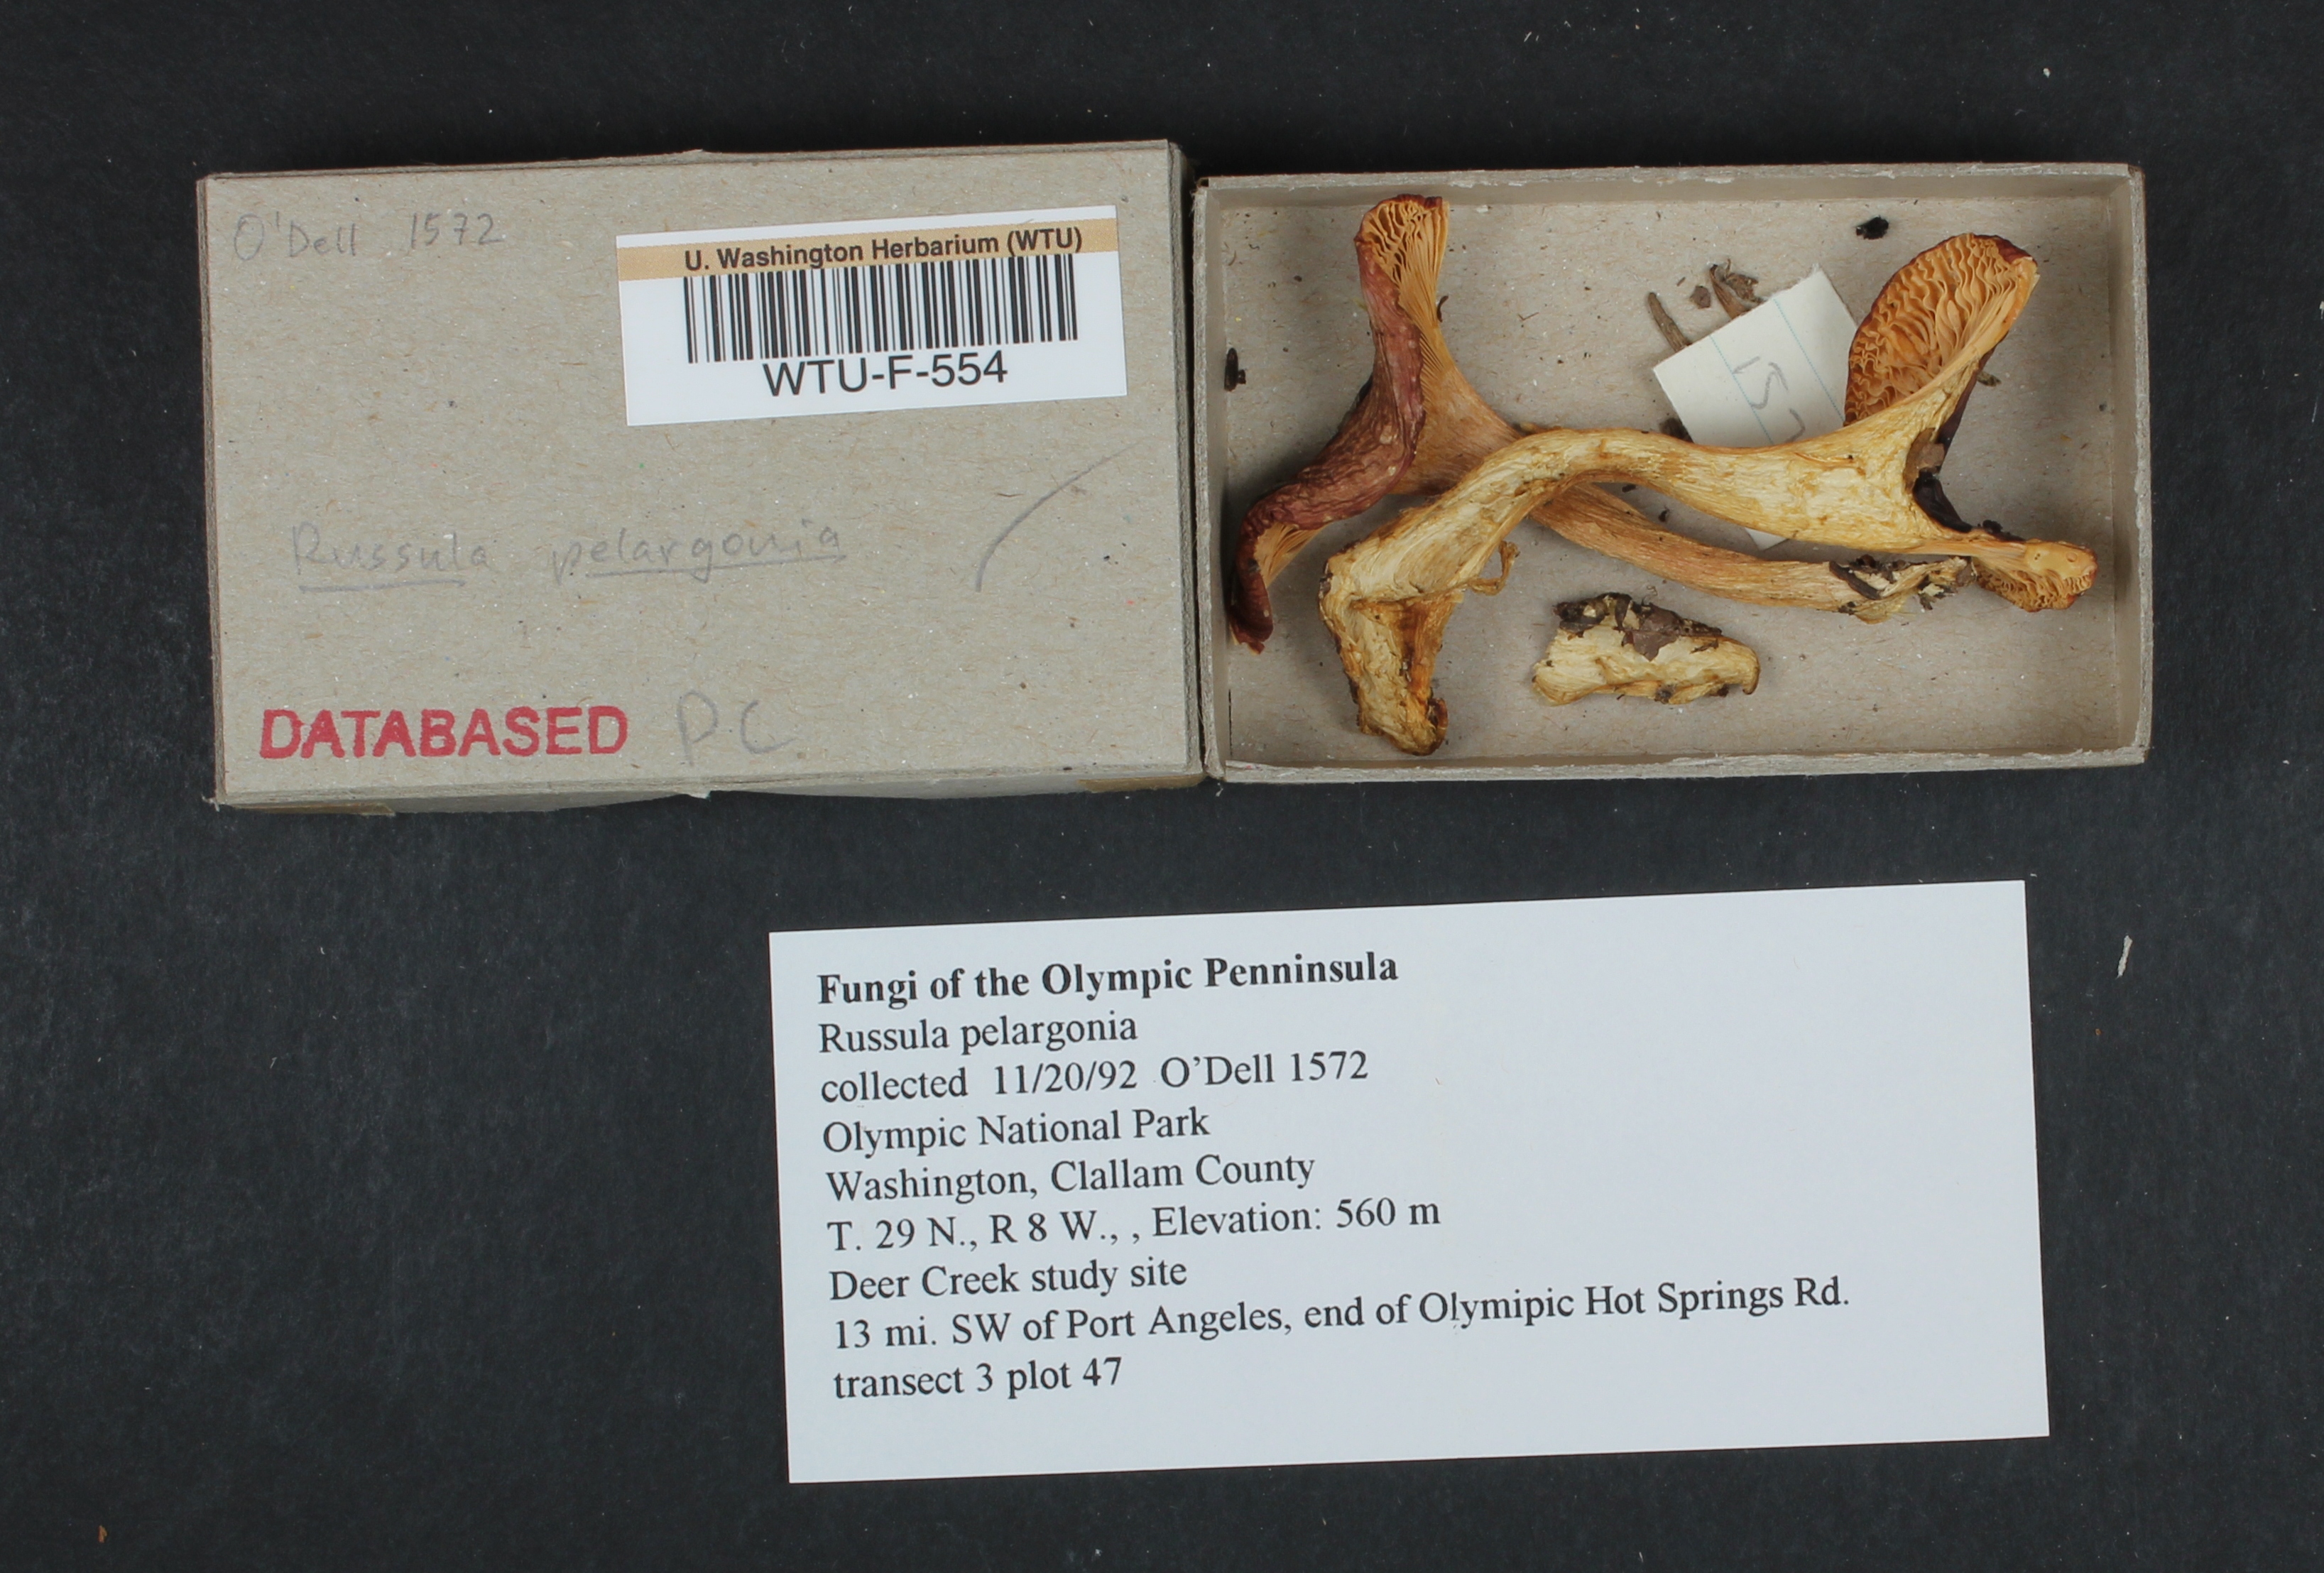 O'Dell 1572
U. Washington Herbarium (WTU)
WTU-F-554
Russula pelargonia
DATABASED P.C
157
Fungi of the Olympic Penninsula
Russula pelargonia
collected 11/20/92 O'Dell 1572
Olympic National Park
Washington, Clallam County
T. 29 N., R 8 W., , Elevation: 560 m
Deer Creek study site
13 mi. SW of Port Angeles, end of Olymipic Hot Springs Rd.
transect 3 plot 47